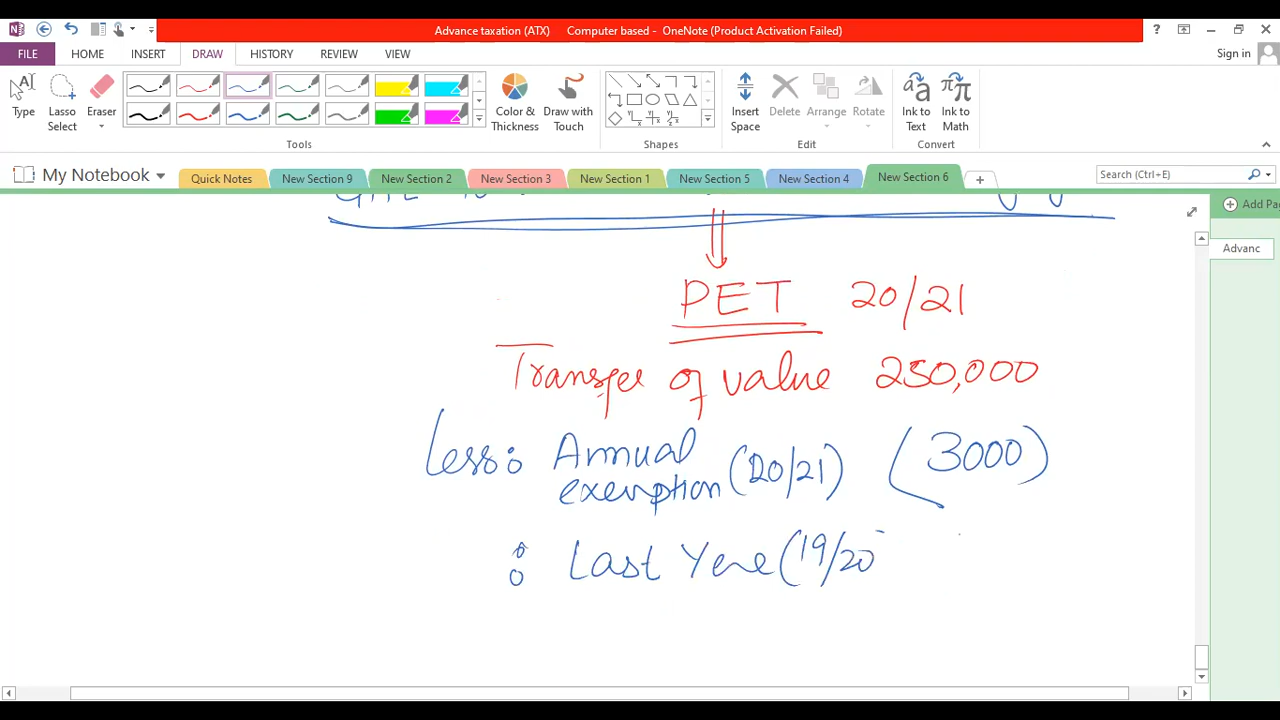 Advance taxation (ATX) Computer based - OneNote (Product Activation Failed)
Sign in
FILE HOME INSERT DRAW HISTORY REVIEW VIEW
Type Lasso Select Eraser Color & Thickness Draw with Touch Insert Space Delete Arrange Rotate Ink to Text Ink to Math
Tools Shapes Edit Convert
My Notebook Quick Notes New Section 9 New Section 2 New Section 3 New Section 1 New Section 5 New Section 4 New Section 6 Search (Ctrl+E)
Add Pa
Advanc
PET 20/21
Transfer of value 250,000
Less: Annual exemption (20/21) (3000)
: Last Yere (19/20